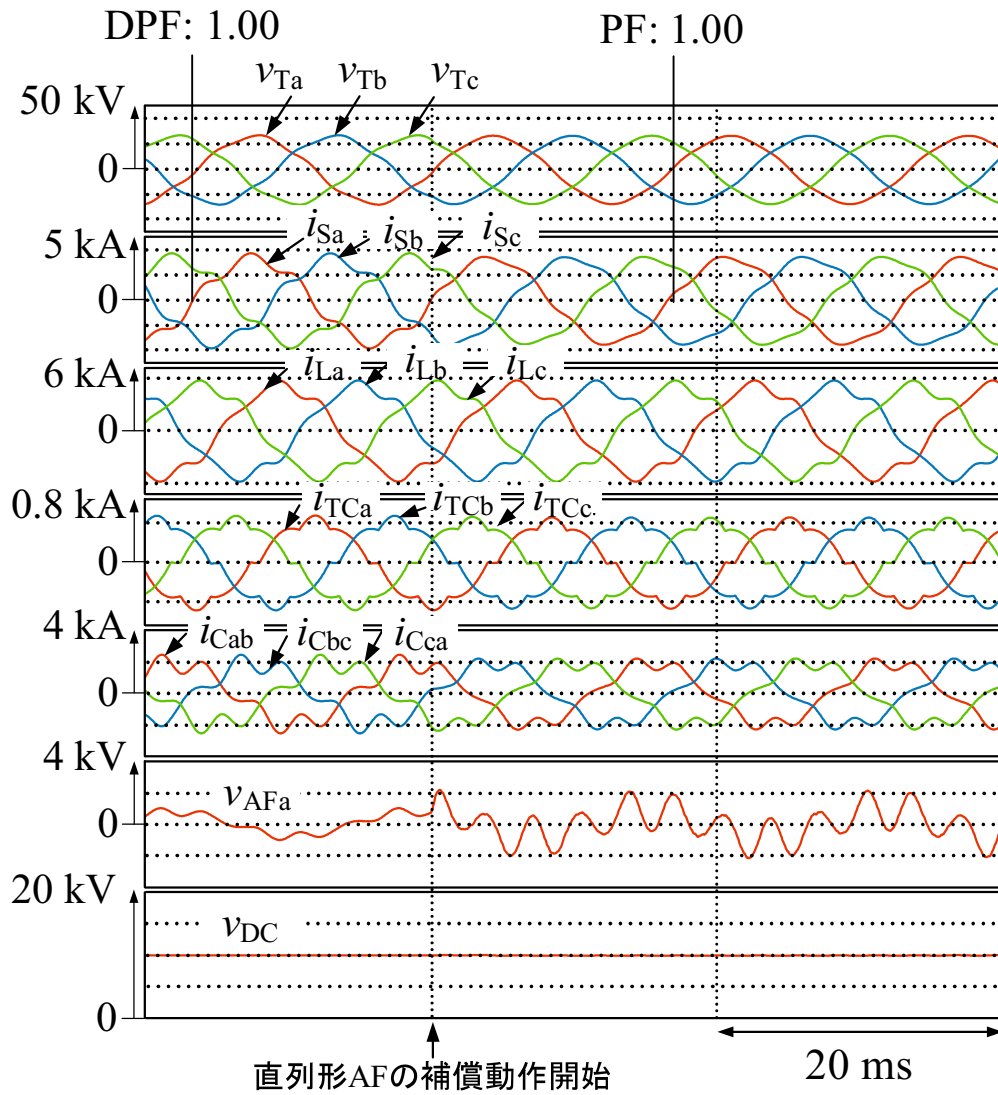 DPF: 1.00 PF: 1.00
vTa vTb vTc
50 kV
0
iSa iSb iSc
5 kA
0
iLa iLb iLc
6 kA
0
iTCa iTCb iTCc
0.8 kA
0
iCab iCbc iCca
4 kA
0
4 kV
vAFa
0
20 kV
vDC
0
20 ms
直列形AFの補償動作開始